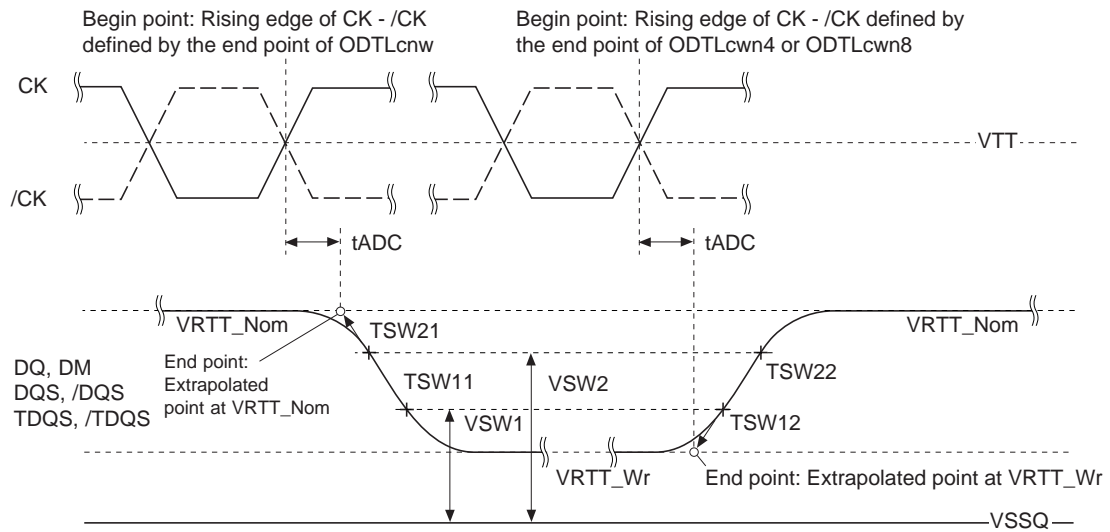 Begin point: Rising edge of CK - /CK
defined by the end point of ODTLcnw
Begin point: Rising edge of CK - /CK defined by
the end point of ODTLcwn4 or ODTLcwn8
CK
VTT
/CK
tADC
tADC
VRTT_Nom
TSW21
VRTT_Nom
End point:
Extrapolated
point at VRTT_Nom
DQ, DM
DQS, /DQS
TDQS, /TDQS
TSW11
VSW2
TSW22
VSW1
TSW12
VRTT_Wr
End point: Extrapolated point at VRTT_Wr
VSSQ